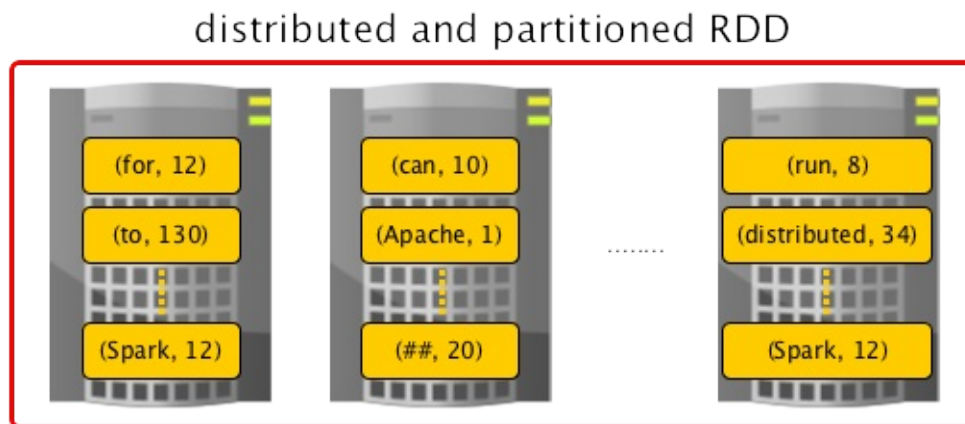 distributed and partitioned RDD
(for, 12)
(to, 130)
(Spark, 12)
(can, 10)
(Apache, 1)
(##, 20)
........
(run, 8)
(distributed, 34)
(Spark, 12)